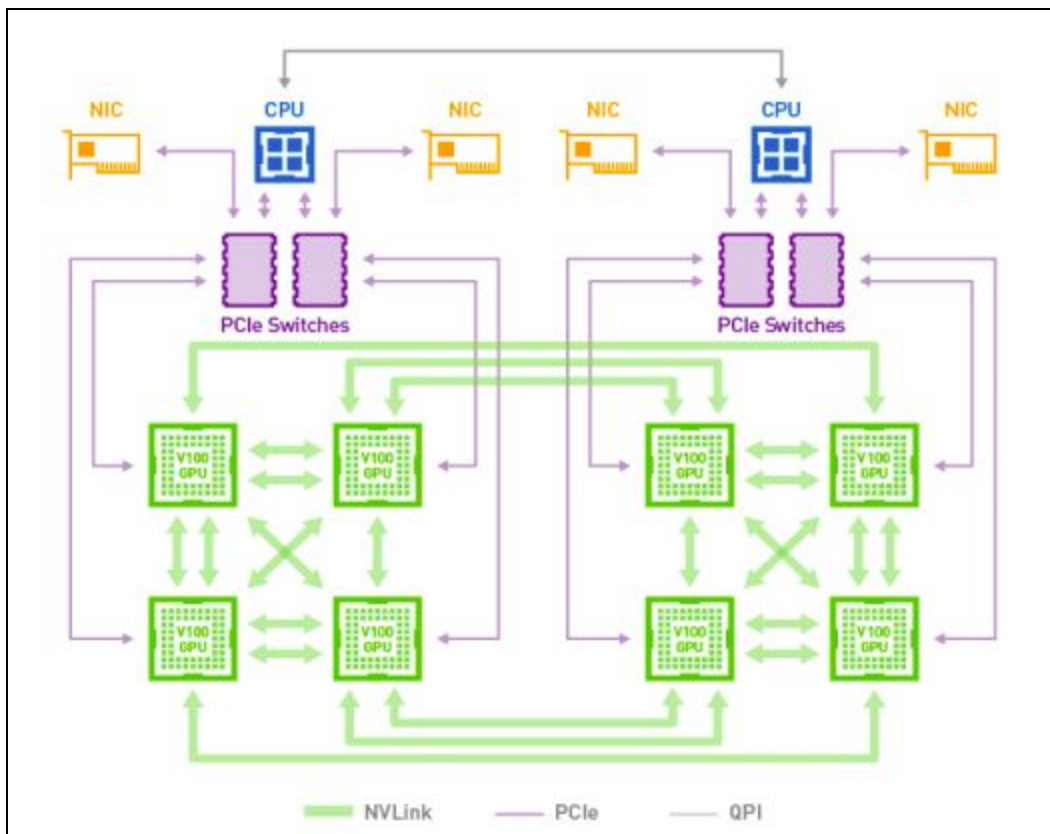 NIC
CPU
NIC
NIC
CPU
NIC
PCIe Switches
PCIe Switches
V100
GPU
V100
GPU
V100
GPU
V100
GPU
V100
GPU
V100
GPU
V100
GPU
V100
GPU
NVLink
PCIe
QPI